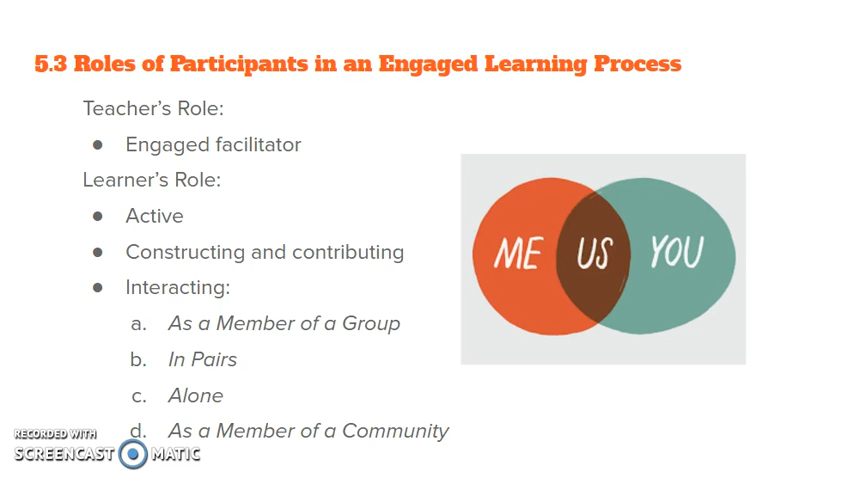 5.3 Roles of Participants in an Engaged Learning Process
Teacher's Role:
● Engaged facilitator
Learner's Role:
● Active
● Constructing and contributing
● Interacting:
a. As a Member of a Group
b. In Pairs
c. Alone
d. As a Member of a Community
ME US YOU
RECORDED WITH
SCREENCAST MATIC